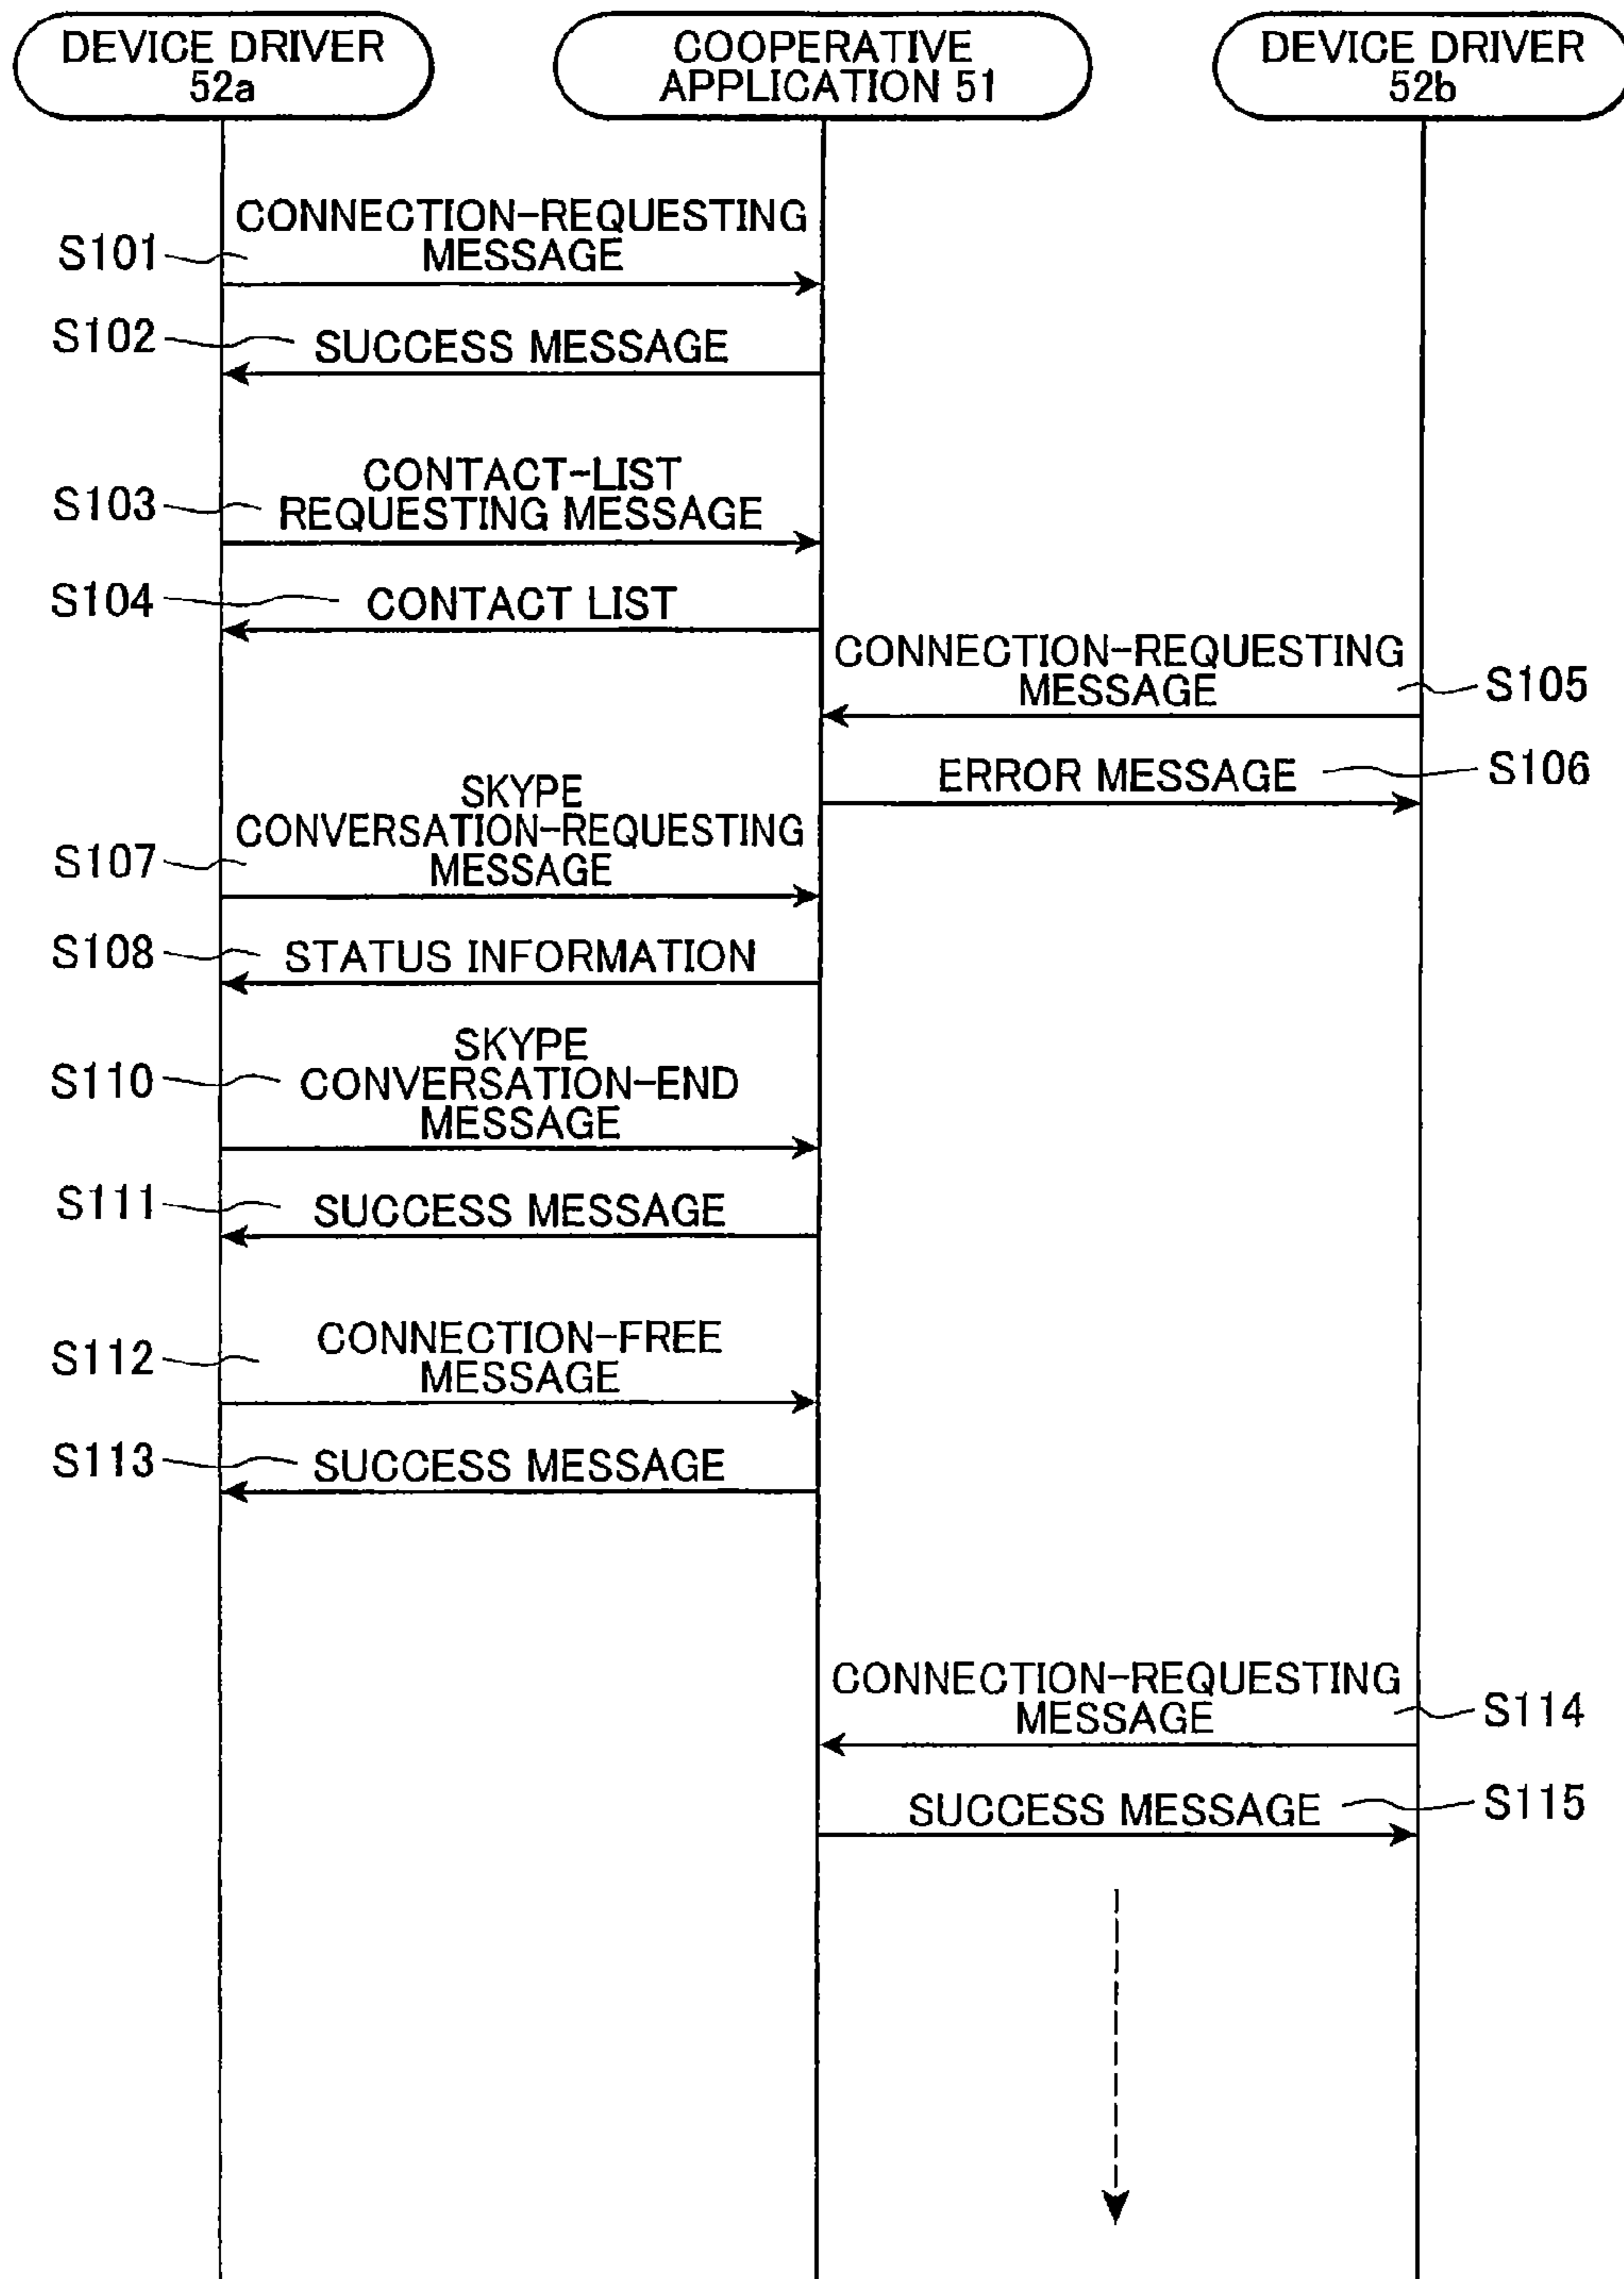 DEVICE DRIVER
52a
COOPERATIVE
APPLICATION 51
DEVICE DRIVER
52b
CONNECTION-REQUESTING
MESSAGE
S101
SUCCESS MESSAGE
S102
CONTACT-LIST
REQUESTING MESSAGE
S103
CONTACT LIST
S104
CONNECTION-REQUESTING
MESSAGE
S105
ERROR MESSAGE
S106
SKYPE
CONVERSATION-REQUESTING
MESSAGE
S107
STATUS INFORMATION
S108
SKYPE
CONVERSATION-END
MESSAGE
S110
SUCCESS MESSAGE
S111
CONNECTION-FREE
MESSAGE
S112
SUCCESS MESSAGE
S113
CONNECTION-REQUESTING
MESSAGE
S114
SUCCESS MESSAGE
S115